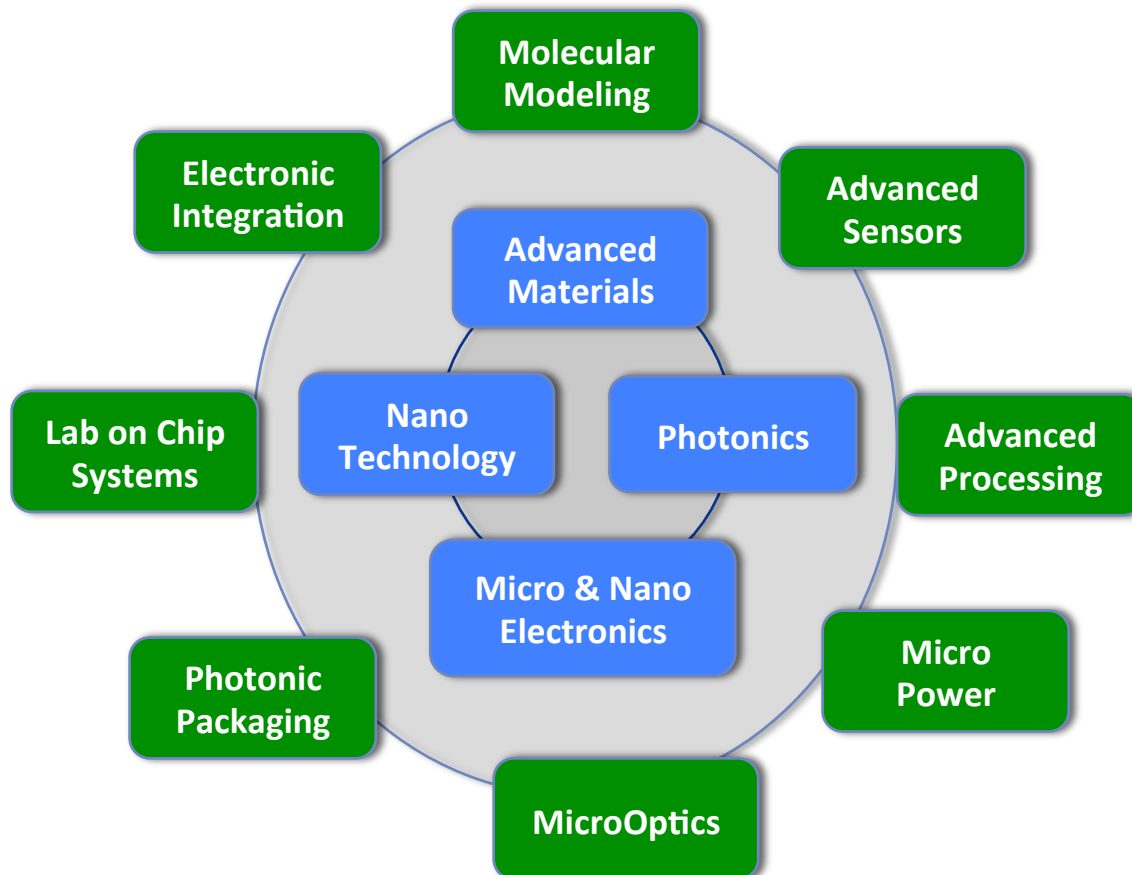 Molecular
Modeling
Electronic
Integration
Advanced
Sensors
Advanced
Materials
Nano
Technology
Photonics
Lab on Chip
Systems
Advanced
Processing
Micro & Nano
Electronics
Photonic
Packaging
Micro
Power
MicroOptics